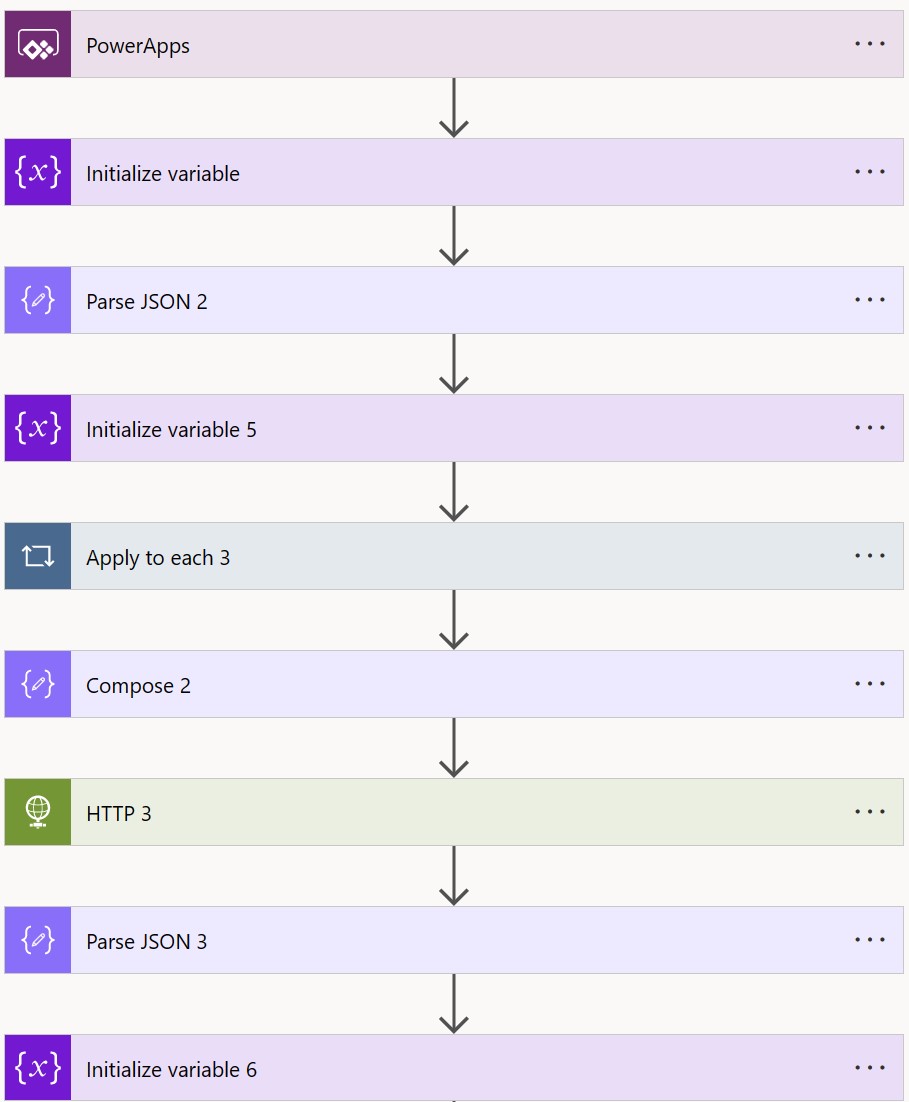 PowerApps
Initialize variable
Parse JSON 2
Initialize variable 5
Apply to each 3
Compose 2
HTTP 3
Parse JSON 3
Initialize variable 6